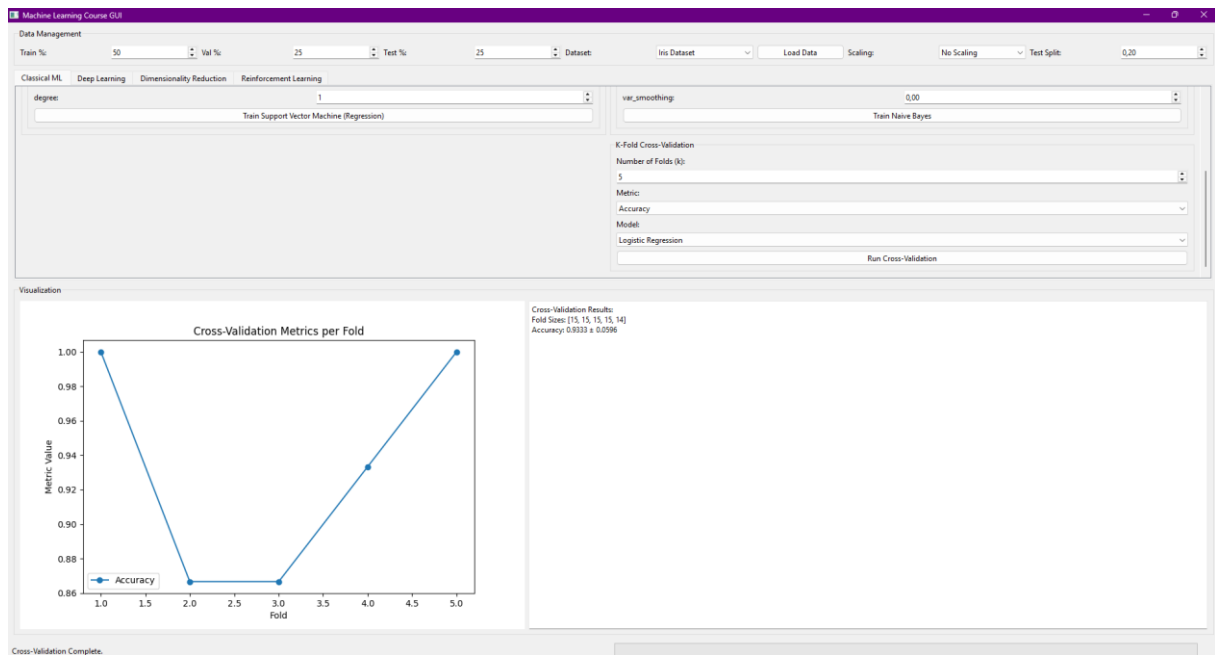 Machine Learning Course GUI
Data Management
Train %: 50 Val %: 25 Test %: 25 Dataset: Iris Dataset Load Data Scaling: No Scaling Test Split: 0,20
Classical ML Deep Learning Dimensionality Reduction Reinforcement Learning
degree: 1
Train Support Vector Machine (Regression)
var_smoothing: 0,00
Train Naive Bayes
K-Fold Cross-Validation
Number of Folds (k):
5
Metric:
Accuracy
Model:
Logistic Regression
Run Cross-Validation
Visualization
Cross-Validation Metrics per Fold
Metric Value
1.00
0.98
0.96
0.94
0.92
0.90
0.88
0.86
Accuracy
1.0 1.5 2.0 2.5 3.0 3.5 4.0 4.5 5.0
Fold
Cross-Validation Results:
Fold Sizes: [15, 15, 15, 15, 14]
Accuracy: 0.9333 ± 0.0596
Cross-Validation Complete.